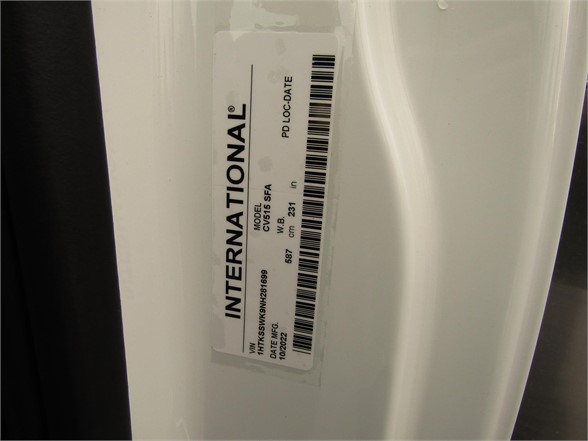 INTERNATIONAL®
VIN
1HTKSSWK9NH281699
MODEL
CV515 SFA
DATE MFG.
10/2022
W.B.
587 cm 231 in
PD LOC-DATE